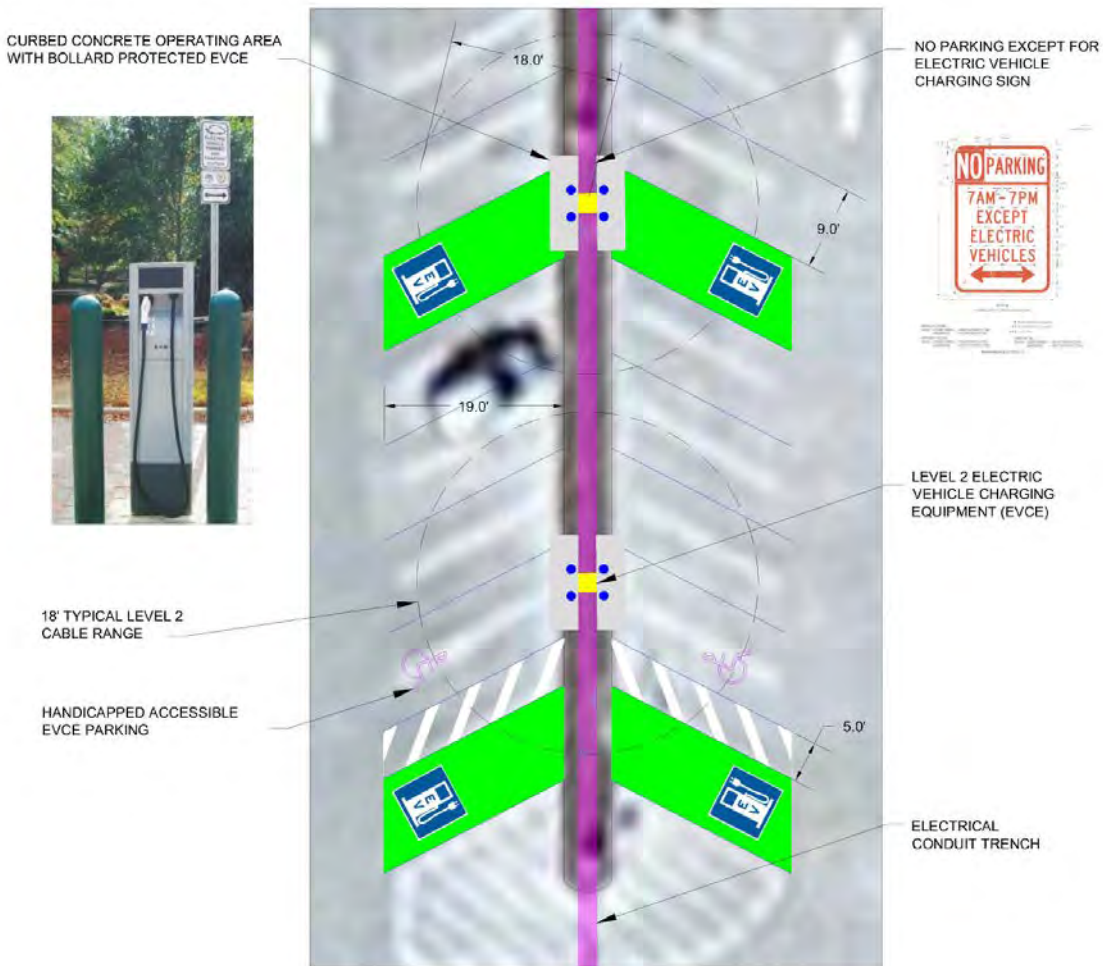 CURBED CONCRETE OPERATING AREA
WITH BOLLARD PROTECTED EVCE
18.0'
NO PARKING EXCEPT FOR
ELECTRIC VEHICLE
CHARGING SIGN
NO PARKING
7AM-7PM
EXCEPT
ELECTRIC
VEHICLES
9.0'
EV
EV
19.0'
LEVEL 2 ELECTRIC
VEHICLE CHARGING
EQUIPMENT (EVCE)
18' TYPICAL LEVEL 2
CABLE RANGE
HANDICAPPED ACCESSIBLE
EVCE PARKING
5.0'
EV
EV
ELECTRICAL
CONDUIT TRENCH